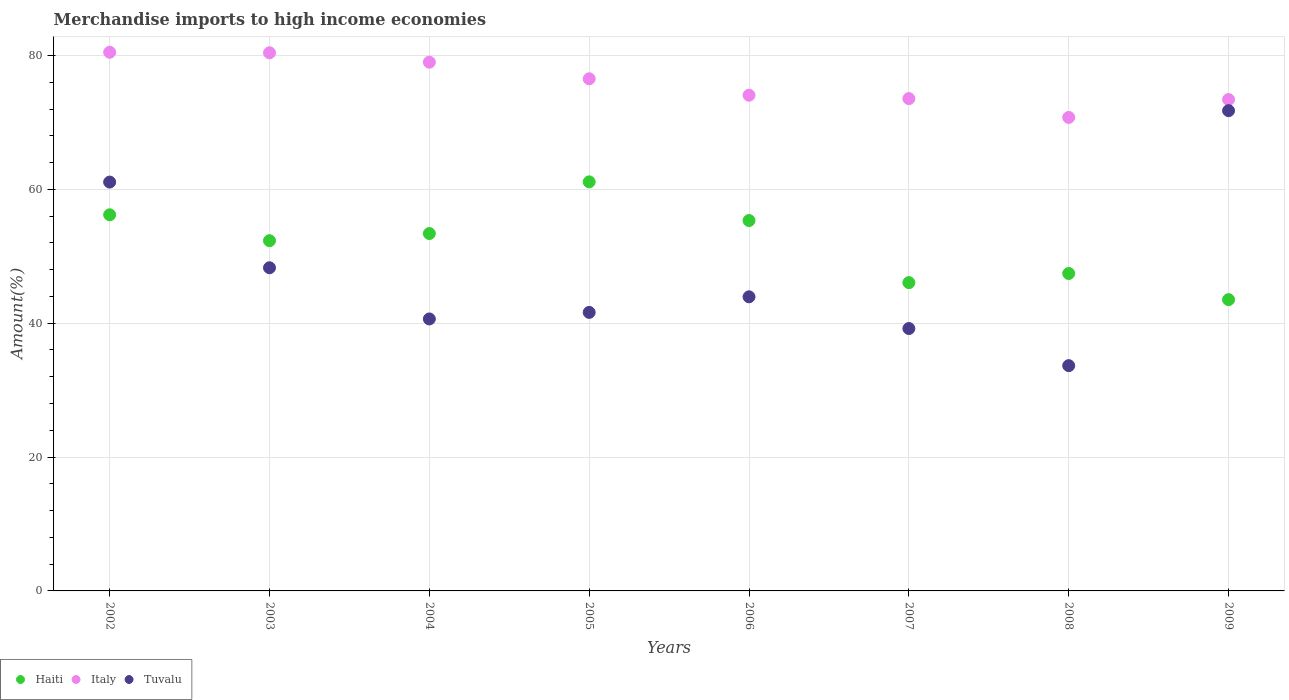 Merchandise imports to high income economies
Amount(%)
80
60
40
20
0
2002
2003
2004
2005
2006
2007
2008
2009
Years
Haiti
Italy
Tuvalu